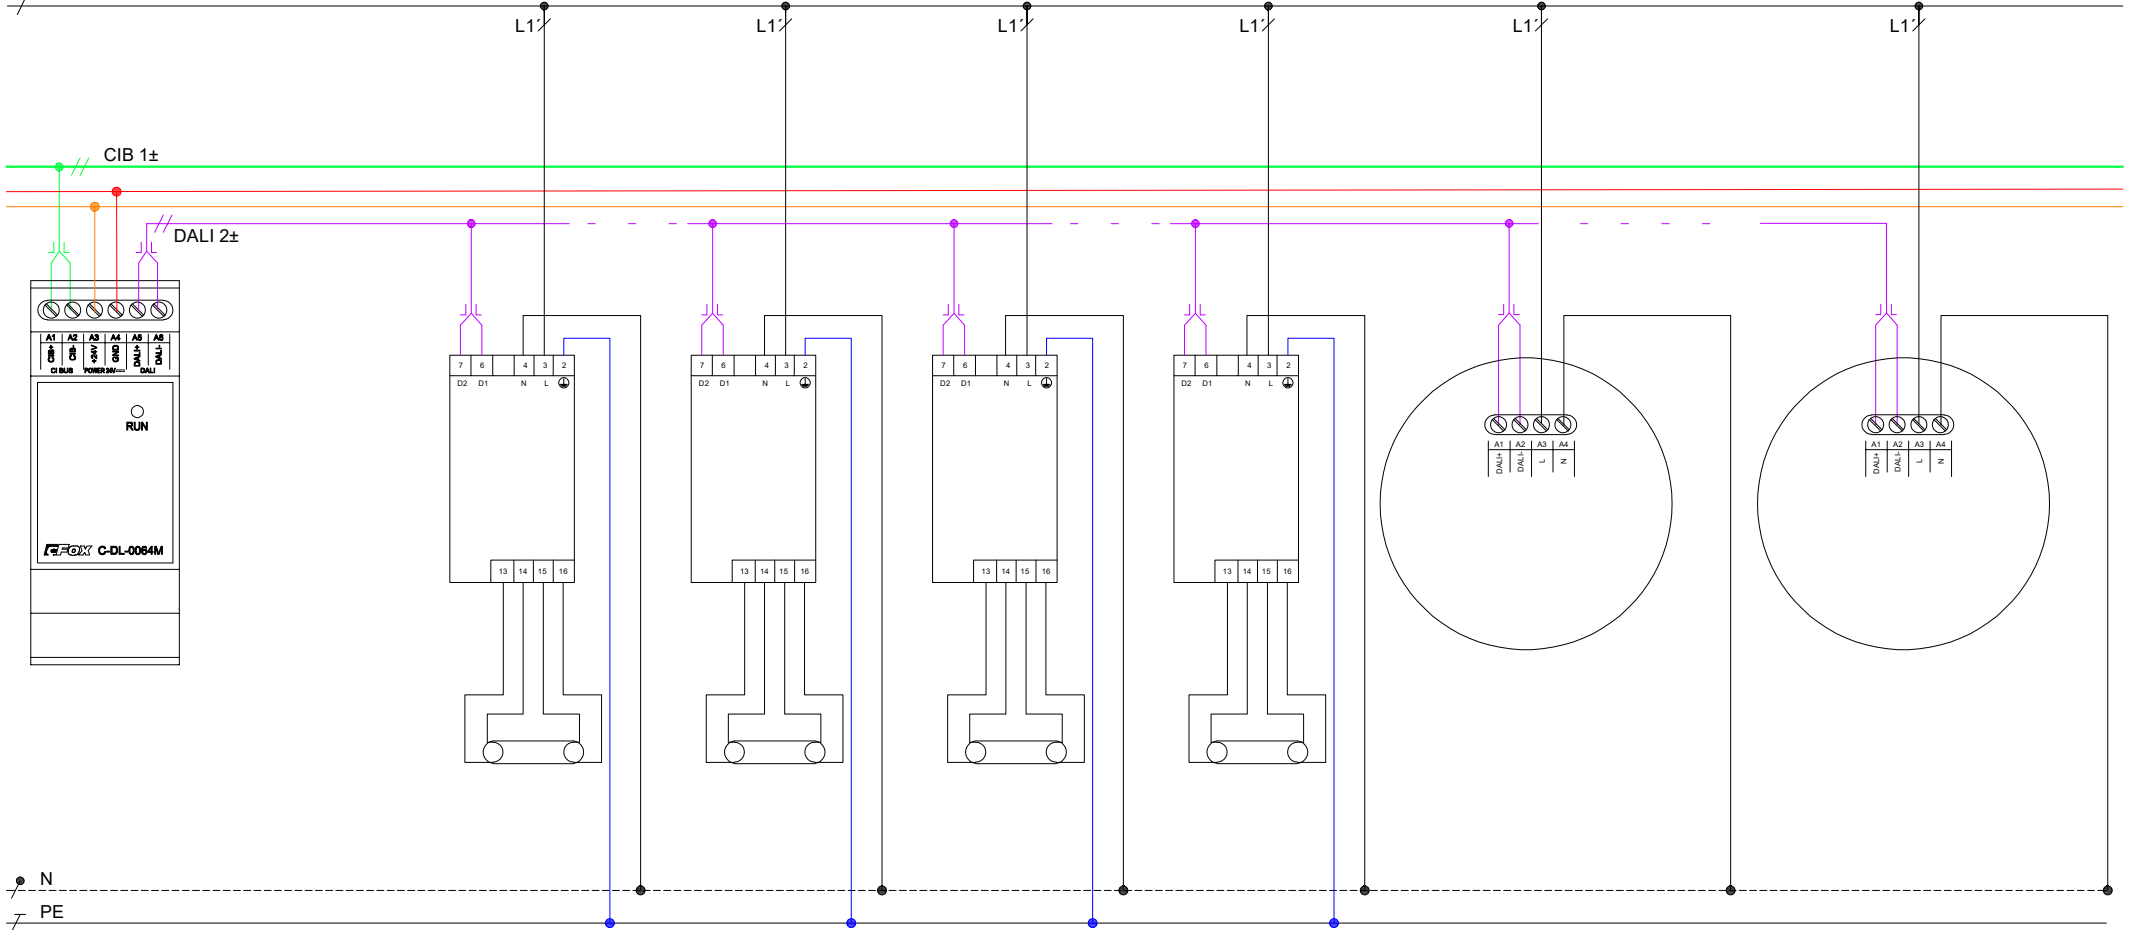 L1' L1' L1' L1' L1' L1'
CIB 1±
DALI 2±
A1 A2 A3 A4 A5 A6
CIB+ CIB- +24V GND DALI+ DALI-
CI BUS POWER 24V DALI
RUN
CFOX C-DL-0064M
7 6 4 3 2
D2 D1 N L
13 14 15 16
7 6 4 3 2
D2 D1 N L
13 14 15 16
7 6 4 3 2
D2 D1 N L
13 14 15 16
7 6 4 3 2
D2 D1 N L
13 14 15 16
A1 A2 A3 A4
DALI+ DALI- L N
A1 A2 A3 A4
DALI+ DALI- L N
N
PE